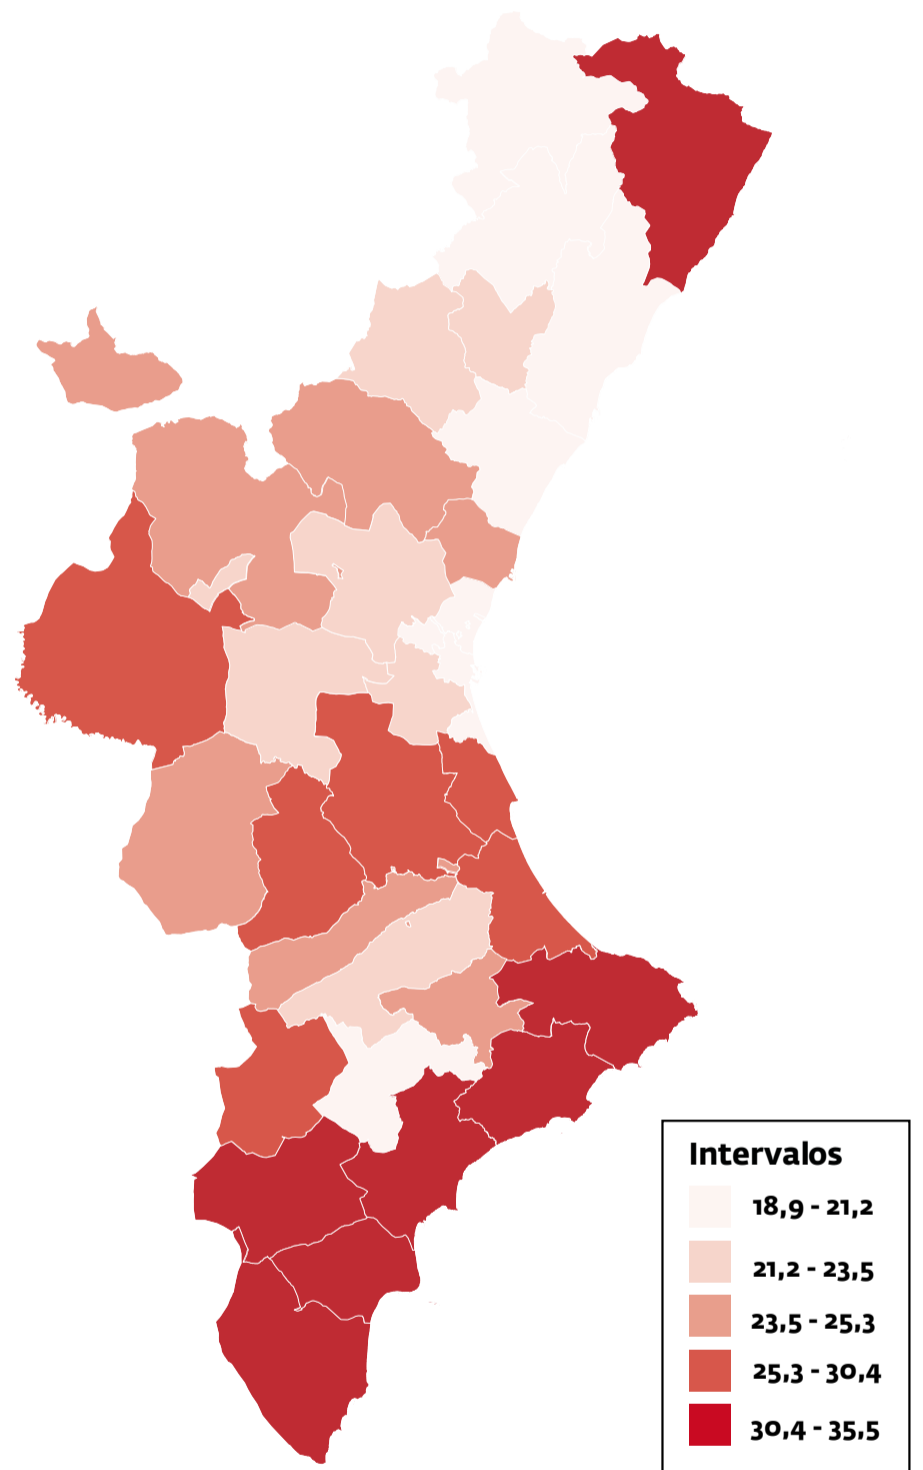 Intervalos
18,9 - 21,2
21,2 - 23,5
23,5 - 25,3
25,3 - 30,4
30,4 - 35,5